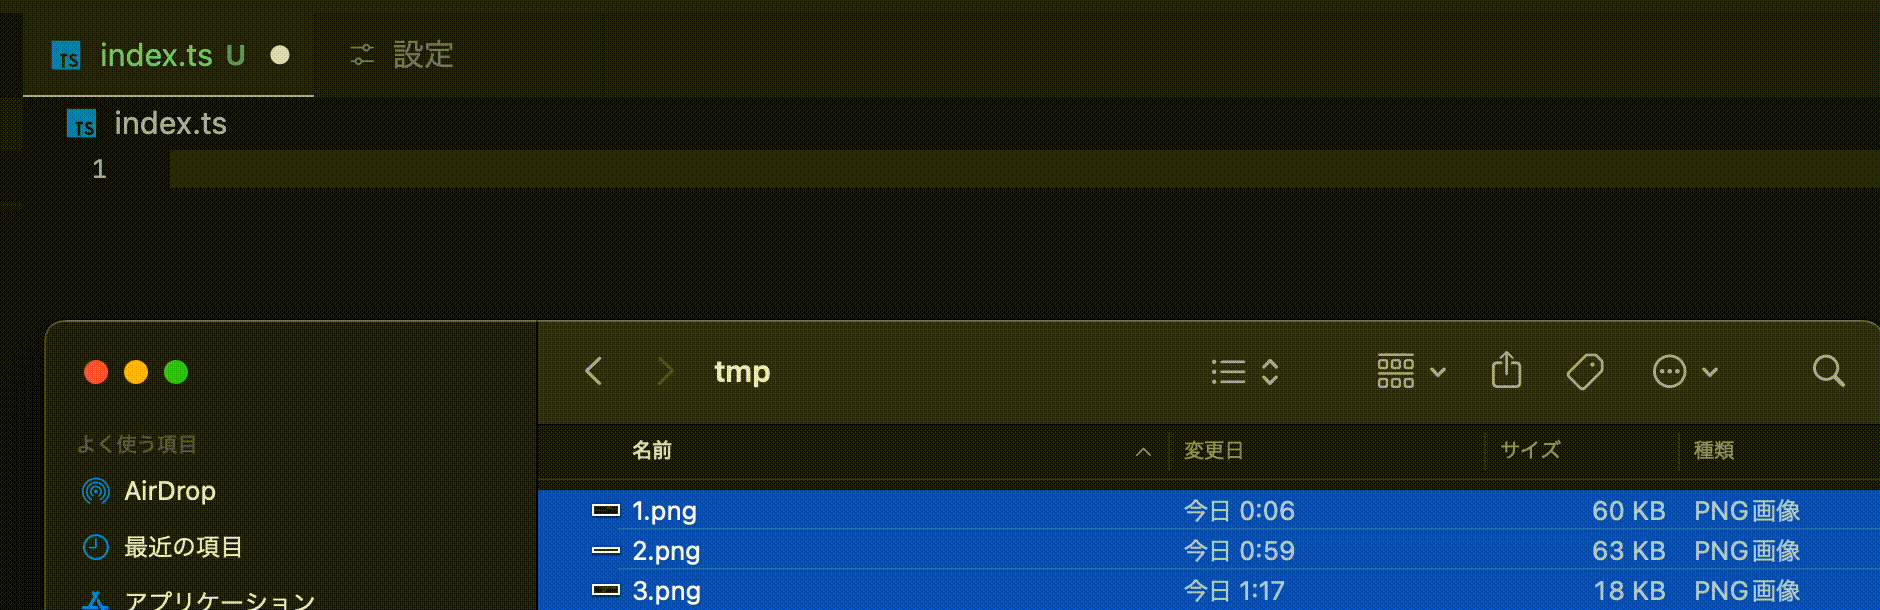 TS index.ts U 設定
TS index.ts
1
tmp
よく使う項目
AirDrop
最近の項目
アプリケーション
名前 変更日 サイズ 種類
1.png 今日 0:06 60 KB PNG画像
2.png 今日 0:59 63 KB PNG画像
3.png 今日 1:17 18 KB PNG画像